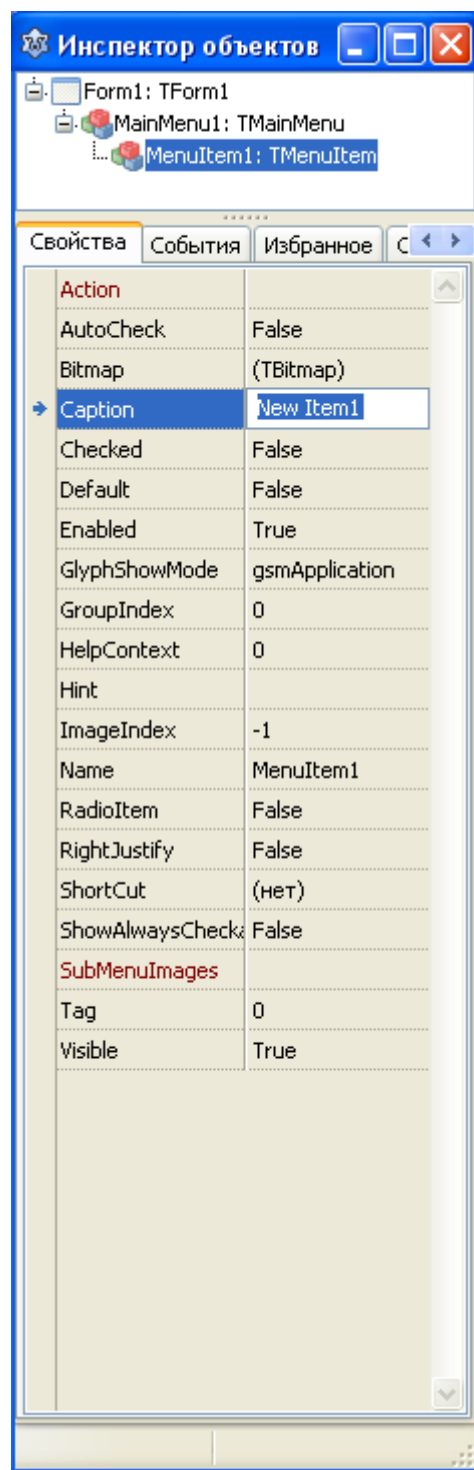 Инспектор объектов
Form1: TForm1
MainMenu1: TMainMenu
MenuItem1: TMenuItem
Свойства События Избранное С
Action
AutoCheck False
Bitmap (TBitmap)
Caption New Item1
Checked False
Default False
Enabled True
GlyphShowMode gsmApplication
GroupIndex 0
HelpContext 0
Hint
ImageIndex -1
Name MenuItem1
RadioItem False
RightJustify False
ShortCut (нет)
ShowAlwaysChecka False
SubMenuImages
Tag 0
Visible True